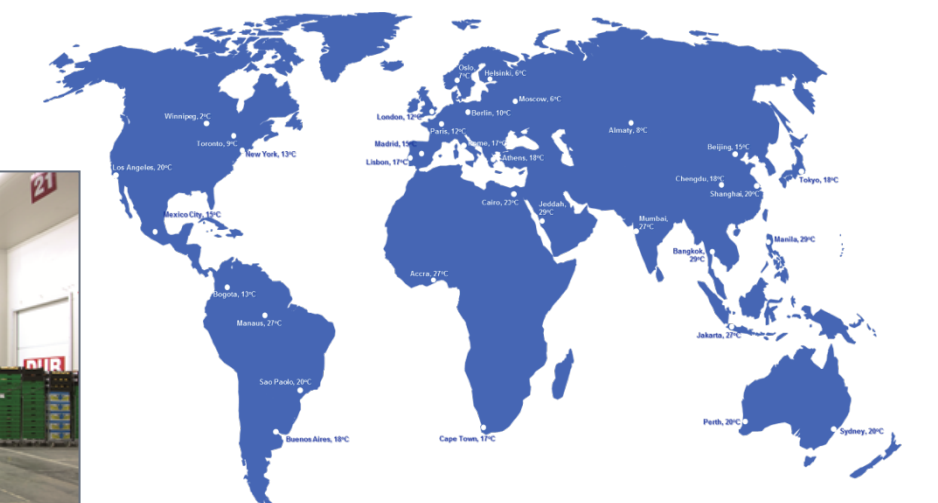 21
DUB
Oslo,
7ºC
Helsinki, 6ºC
Moscow, 6ºC
London, 12ºC
Berlin, 10ºC
Paris, 12ºC
Winnipeg, 2ºC
Toronto, 9ºC
New York, 13ºC
Los Angeles, 20ºC
Mexico City, 15ºC
Madrid, 15ºC
Lisbon, 17ºC
Rome, 17ºC
Athens, 18ºC
Almaty, 8ºC
Beijing, 15ºC
Chengdu, 18ºC
Shanghai, 20ºC
Tokyo, 18ºC
Cairo, 23ºC
Jeddah,
29ºC
Mumbai,
27ºC
Bangkok,
29ºC
Manila, 29ºC
Accra, 27ºC
Bogota, 13ºC
Manaus, 27ºC
Jakarta, 27ºC
Sao Paolo, 20ºC
Buenos Aires, 18ºC
Cape Town, 17ºC
Perth, 20ºC
Sydney, 20ºC